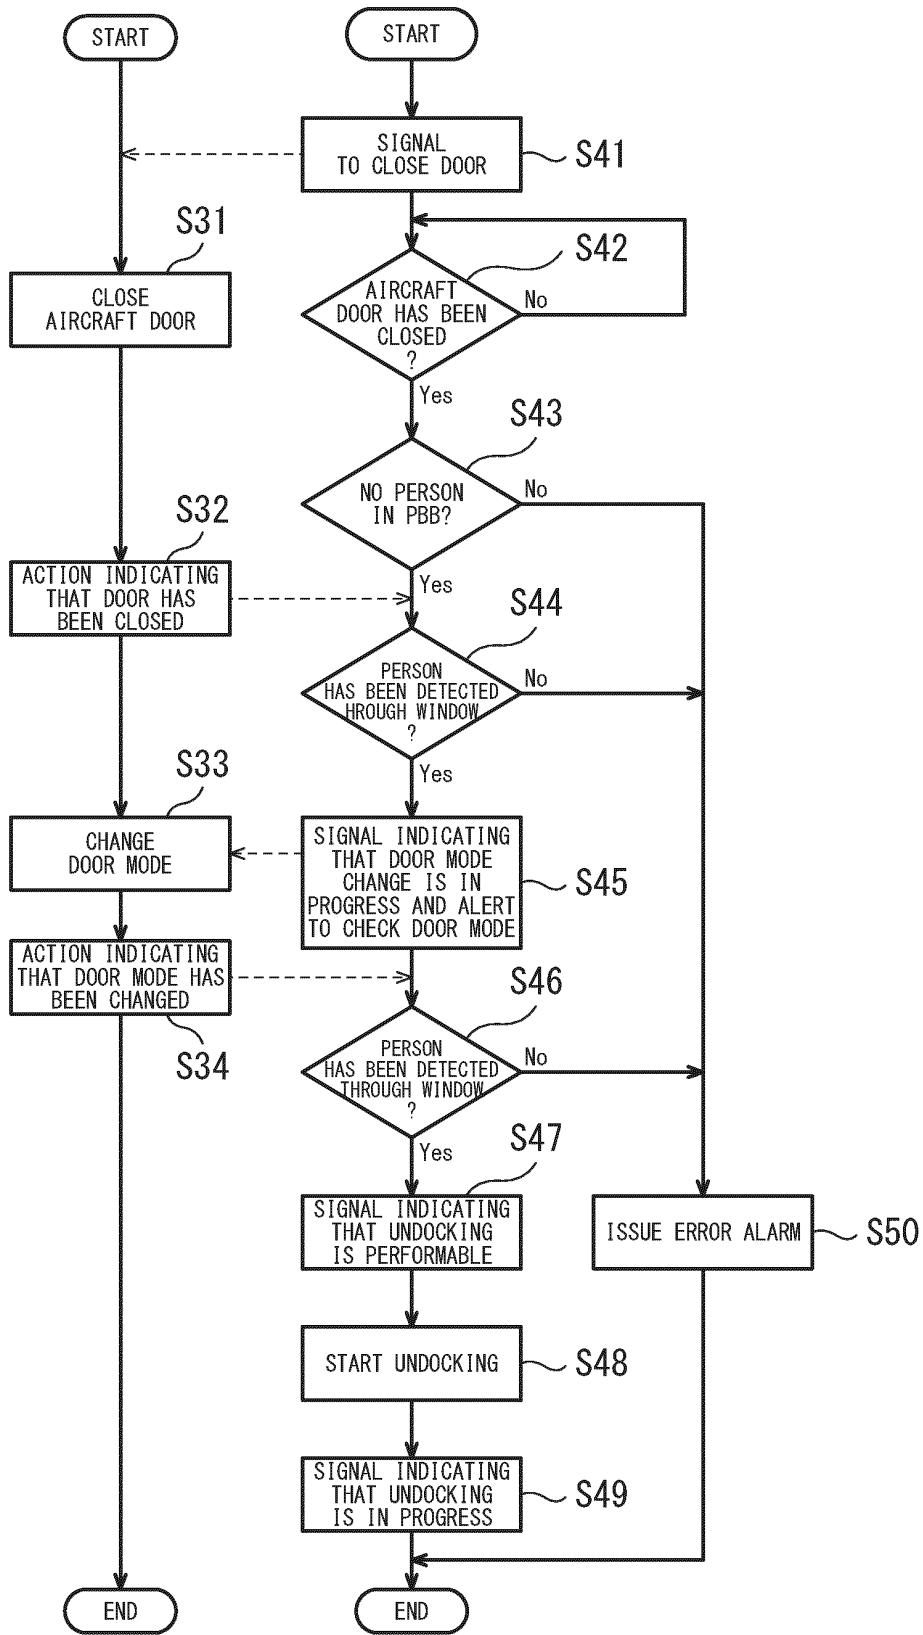 START
START
SIGNAL
TO CLOSE DOOR
S41
S31
CLOSE
AIRCRAFT DOOR
S42
AIRCRAFT
DOOR HAS BEEN
CLOSED
?
No
Yes
S43
NO PERSON
IN PBB?
No
Yes
S32
ACTION INDICATING
THAT DOOR HAS
BEEN CLOSED
S44
PERSON
HAS BEEN DETECTED
HROUGH WINDOW
?
No
Yes
S33
CHANGE
DOOR MODE
SIGNAL INDICATING
THAT DOOR MODE
CHANGE IS IN
PROGRESS AND ALERT
TO CHECK DOOR MODE
S45
ACTION INDICATING
THAT DOOR MODE HAS
BEEN CHANGED
S34
S46
PERSON
HAS BEEN DETECTED
THROUGH WINDOW
?
No
Yes
S47
SIGNAL INDICATING
THAT UNDOCKING
IS PERFORMABLE
ISSUE ERROR ALARM
S50
START UNDOCKING
S48
SIGNAL INDICATING
THAT UNDOCKING
IS IN PROGRESS
S49
END
END